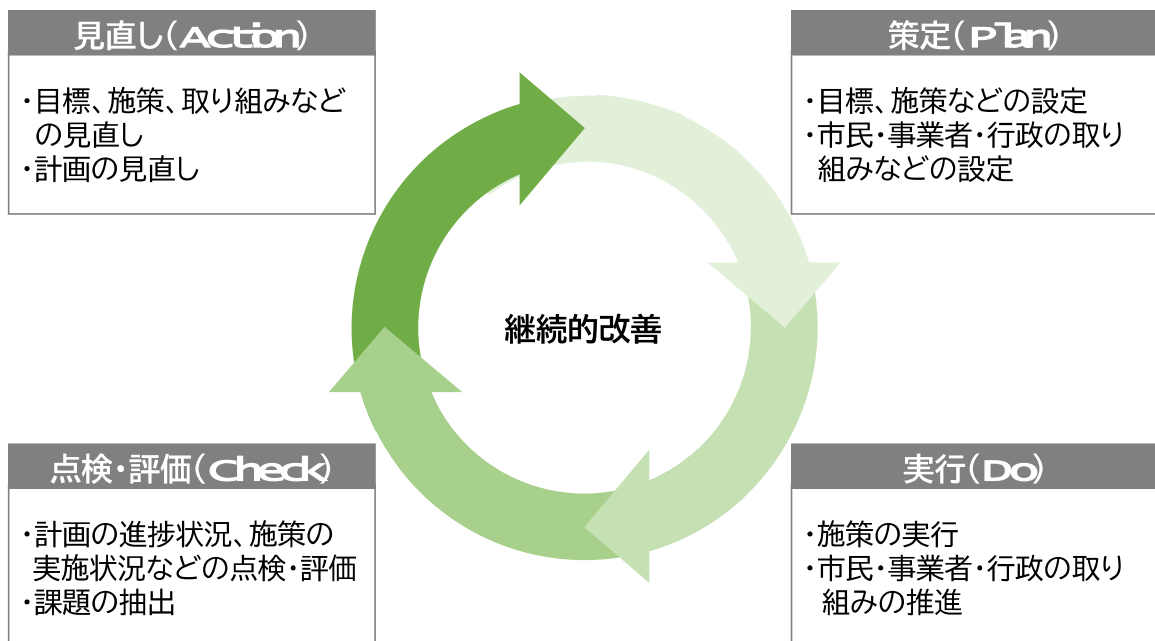 見直し(Action)
・目標、施策、取り組みなど
の見直し
・計画の見直し
策定(Plan)
・目標、施策などの設定
・市民・事業者・行政の取り
組みなどの設定
継続的改善
点検・評価(Check)
・計画の進捗状況、施策の
実施状況などの点検・評価
・課題の抽出
実行(Do)
・施策の実行
・市民・事業者・行政の取り
組みの推進